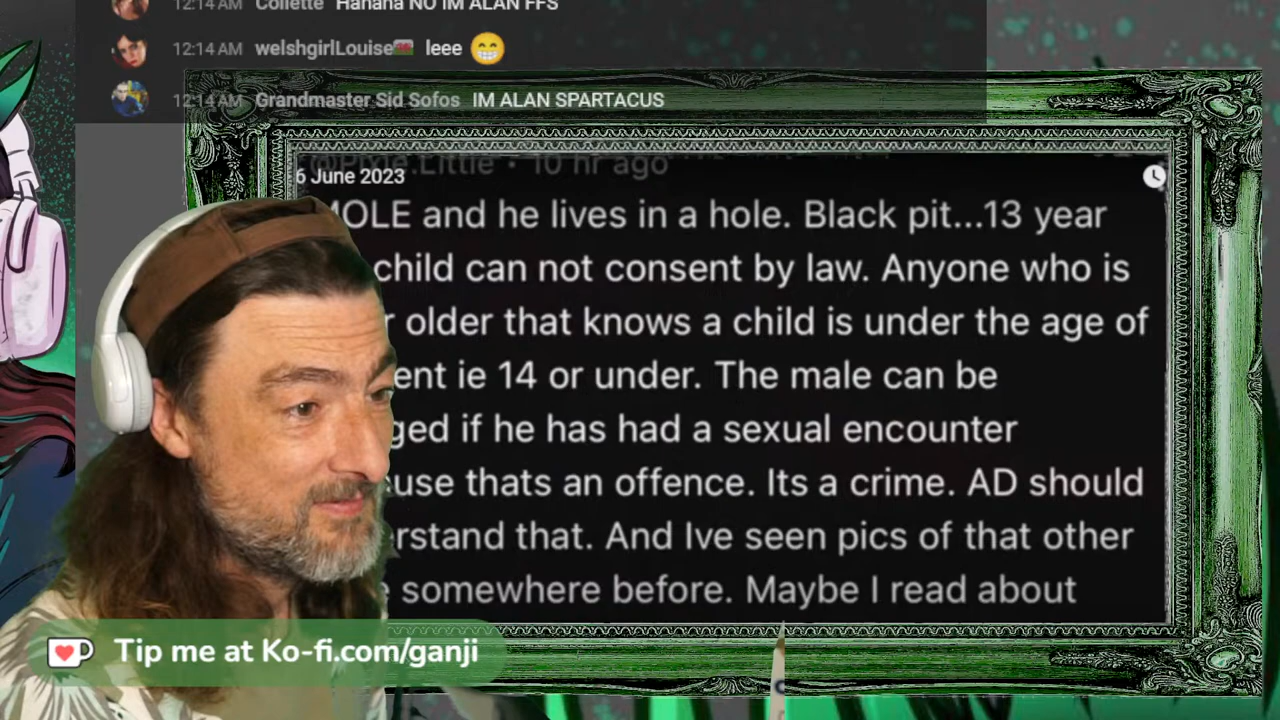 12:14 AM Collette Hahaha NO IM ALAN FFS
12:14 AM welshgirlLouise leee
12:14 AM Grandmaster Sid Sofos IM ALAN SPARTACUS
@Pixie.Little • 10 hr ago
6 June 2023
MOLE and he lives in a hole. Black pit...13 year
child can not consent by law. Anyone who is
r older that knows a child is under the age of
ent ie 14 or under. The male can be
ged if he has had a sexual encounter
use thats an offence. Its a crime. AD should
erstand that. And Ive seen pics of that other
e somewhere before. Maybe I read about
Tip me at Ko-fi.com/ganji